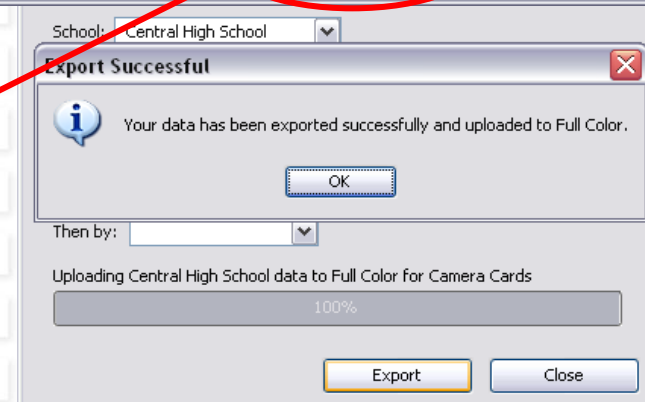 School: Central High School
Export Successful
Your data has been exported successfully and uploaded to Full Color.
OK
Then by:
Uploading Central High School data to Full Color for Camera Cards
100%
Export Close